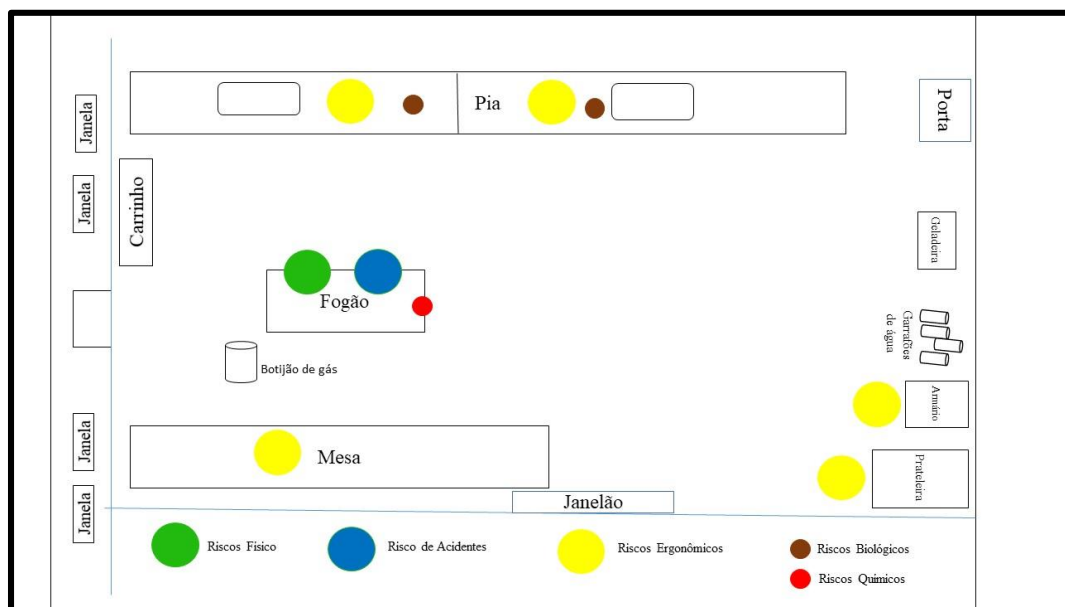 Janela
Pia
Porta
Janela
Carrinho
Geladeira
Fogão
Garrafões
de água
Botijão de gás
Armário
Janela
Mesa
Prateleira
Janela
Janelão
Riscos Físico
Risco de Acidentes
Riscos Ergonômicos
Riscos Biológicos
Riscos Quimicos